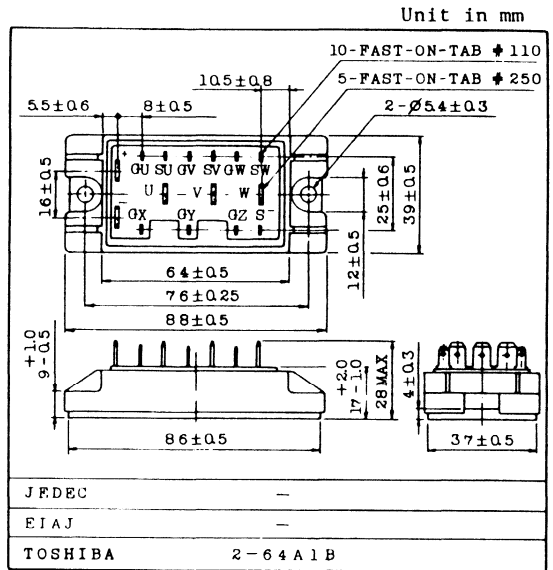 Unit in mm
10-FAST-ON-TAB #110
10.5±0.8
5-FAST-ON-TAB #250
5.5±0.6
8±0.5
2-Ø5.4±0.3
+
GU SU GV SV GW SW
U V W
-
GX GY GZ S-
16±0.5
25±0.6
39±0.5
12±0.5
64±0.5
76±0.25
88±0.5
+1.0
9-0.5
+2.0
17-1.0
28MAX
4±0.3
86±0.5
37±0.5
JEDEC —
EIAJ —
TOSHIBA 2-64A1B